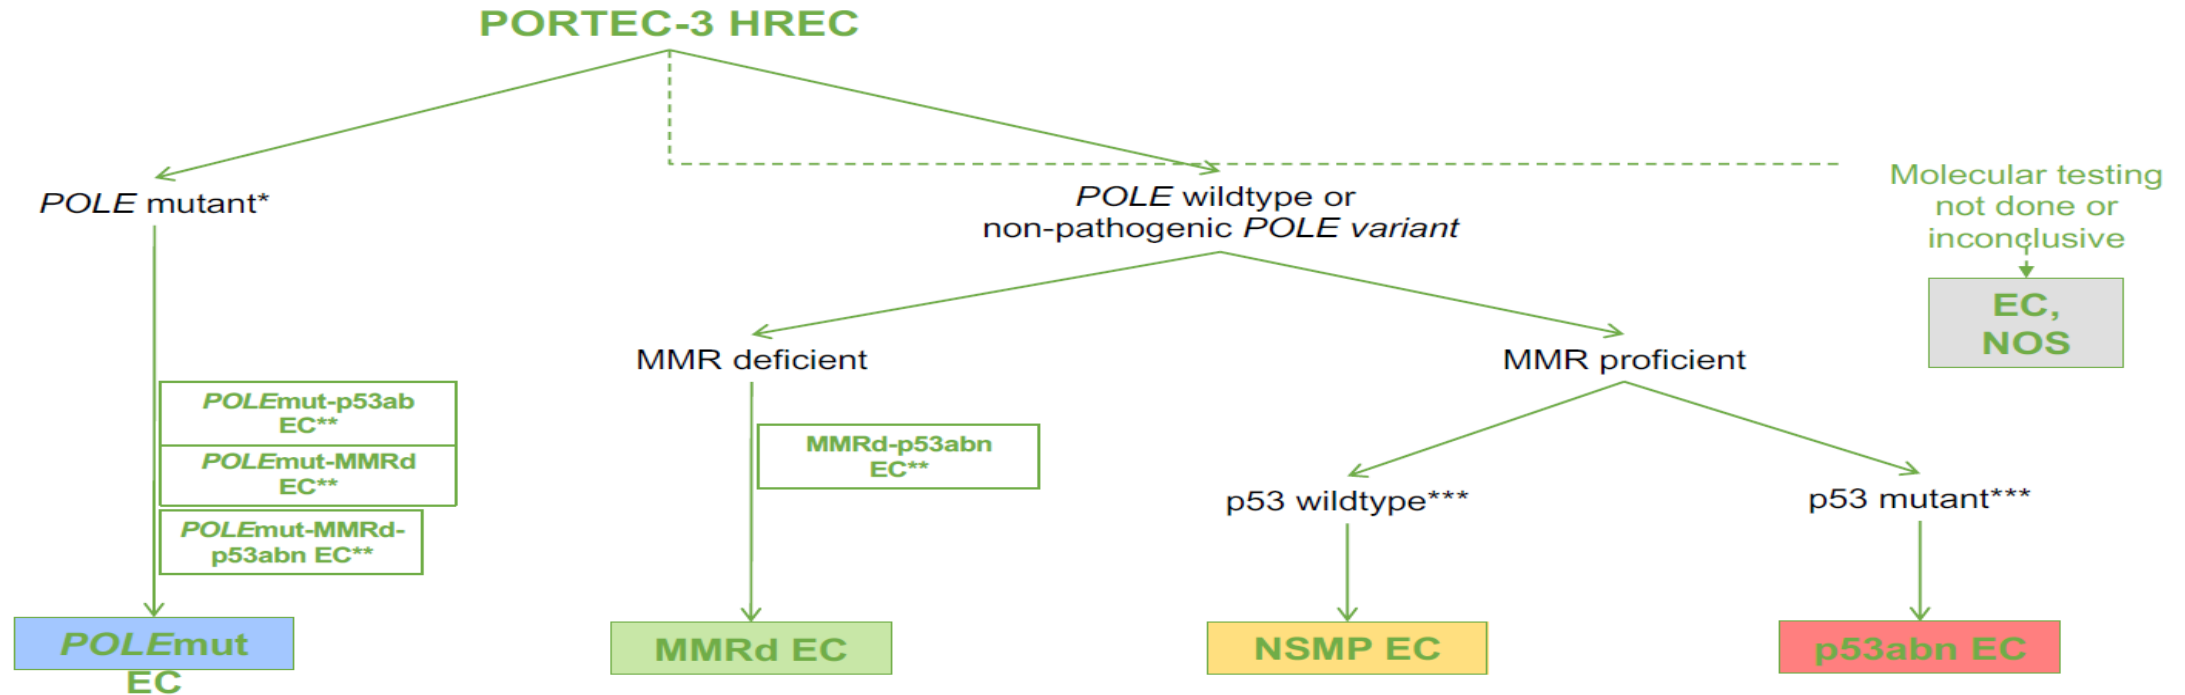 PORTEC-3 HREC
POLE mutant*
POLE wildtype or
non-pathogenic POLE variant
Molecular testing
not done or
inconclusive
EC,
NOS
MMR deficient
MMR proficient
POLEmut-p53ab
EC**
POLEmut-MMRd
EC**
POLEmut-MMRd-
p53abn EC**
MMRd-p53abn
EC**
p53 wildtype***
p53 mutant***
POLEmut
EC
MMRd EC
NSMP EC
p53abn EC